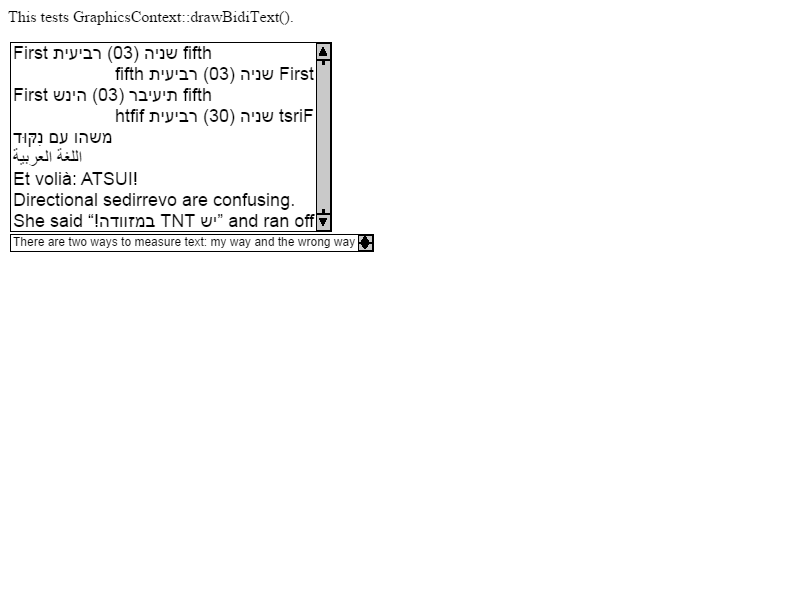 This tests GraphicsContext::drawBidiText().
First שניה (03) רביעית fifth
First שניה (03) רביעית fifth
First הינש (03) תיעיבר fifth
tsriF שניה (30) רביעית htfif
משהו עם נִקּוּד
اللغة العربية
Et volià: ATSUI!
Directional sedirrevo are confusing.
She said “יש TNT במזוודה!” and ran off
There are two ways to measure text: my way and the wrong way